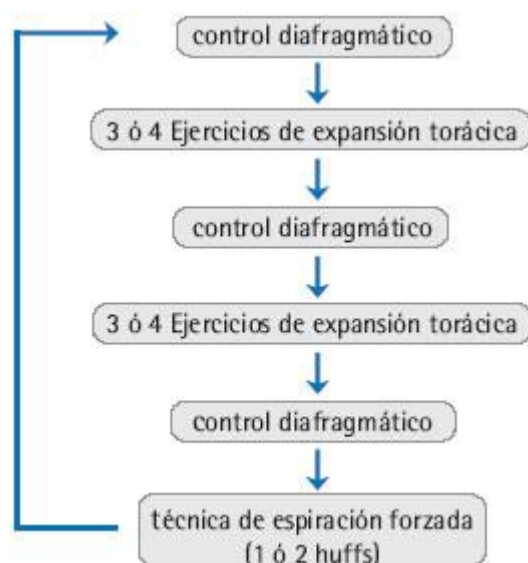 control diafragmático
3 ó 4 Ejercicios de expansión torácica
control diafragmático
3 ó 4 Ejercicios de expansión torácica
control diafragmático
técnica de espiración forzada
(1 ó 2 huffs)